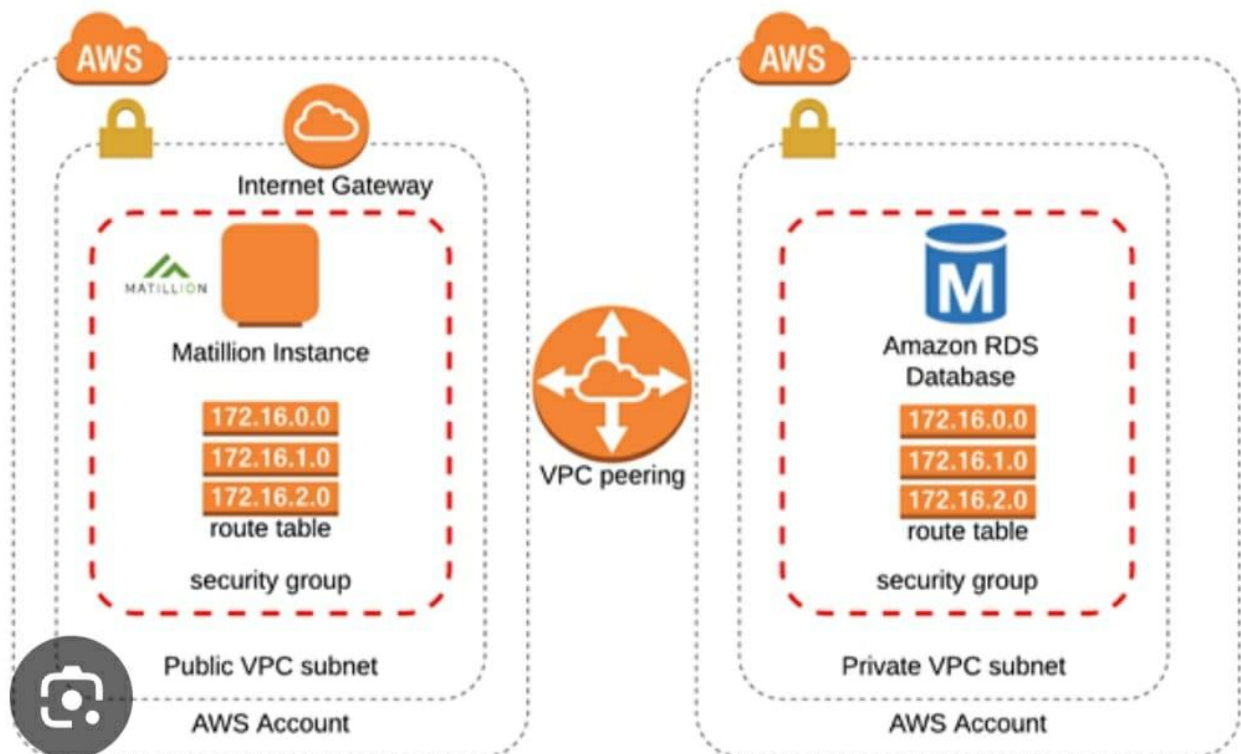 AWS
Internet Gateway
MATILLION
Matillion Instance
172.16.0.0
172.16.1.0
172.16.2.0
route table
security group
Public VPC subnet
AWS Account
VPC peering
AWS
M
Amazon RDS
Database
172.16.0.0
172.16.1.0
172.16.2.0
route table
security group
Private VPC subnet
AWS Account